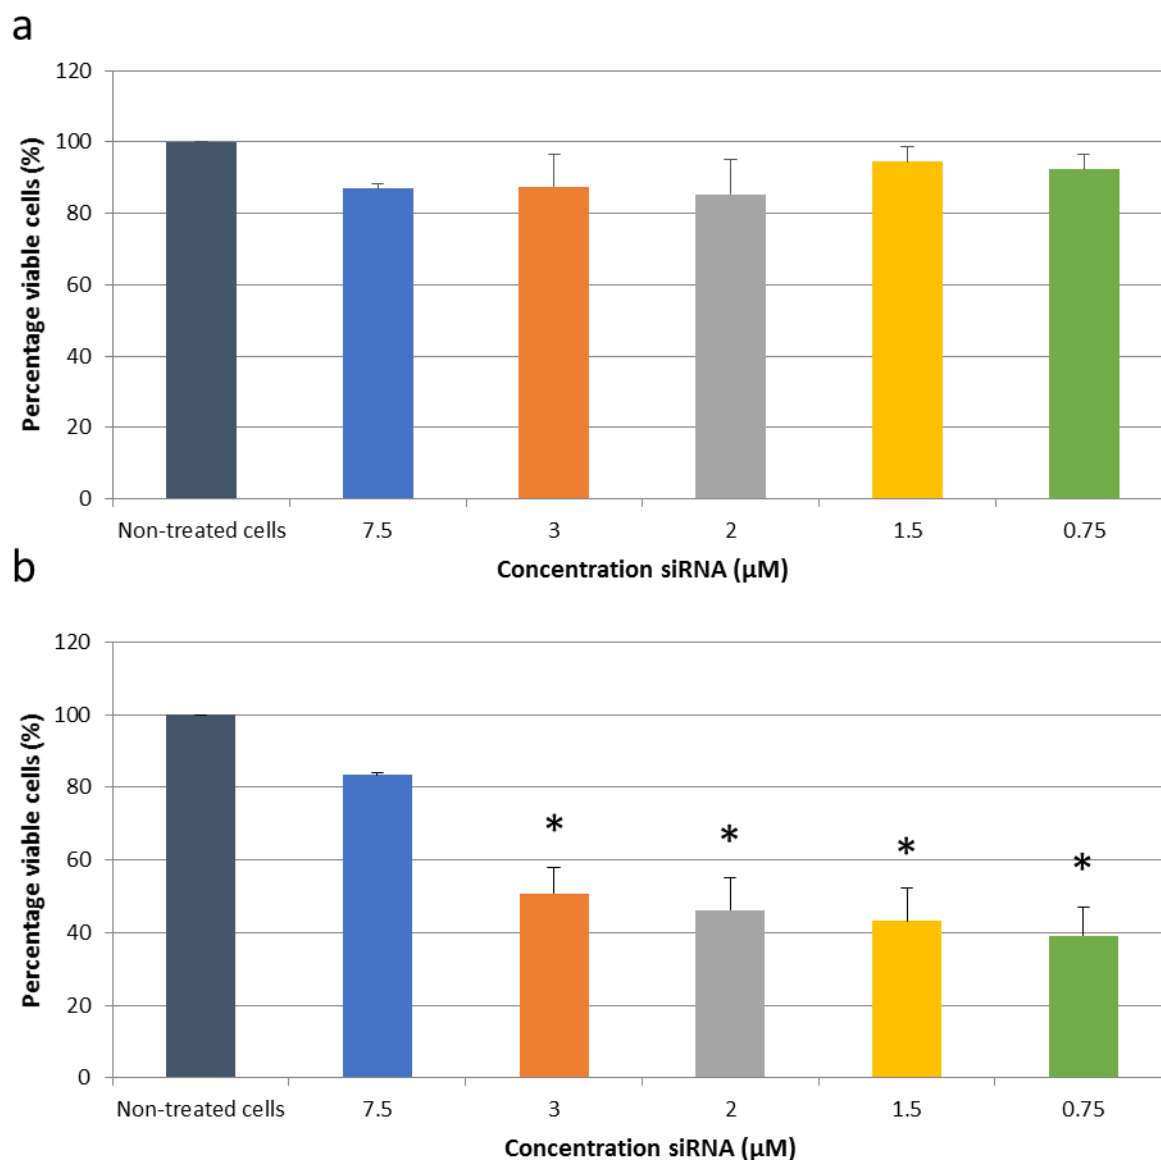 a
120
100
80
60
40
20
0
Percentage viable cells (%)
Non-treated cells 7.5 3 2 1.5 0.75
Concentration siRNA (µM)
b
120
100
80
60
40
20
0
Percentage viable cells (%)
* * * *
Non-treated cells 7.5 3 2 1.5 0.75
Concentration siRNA (µM)